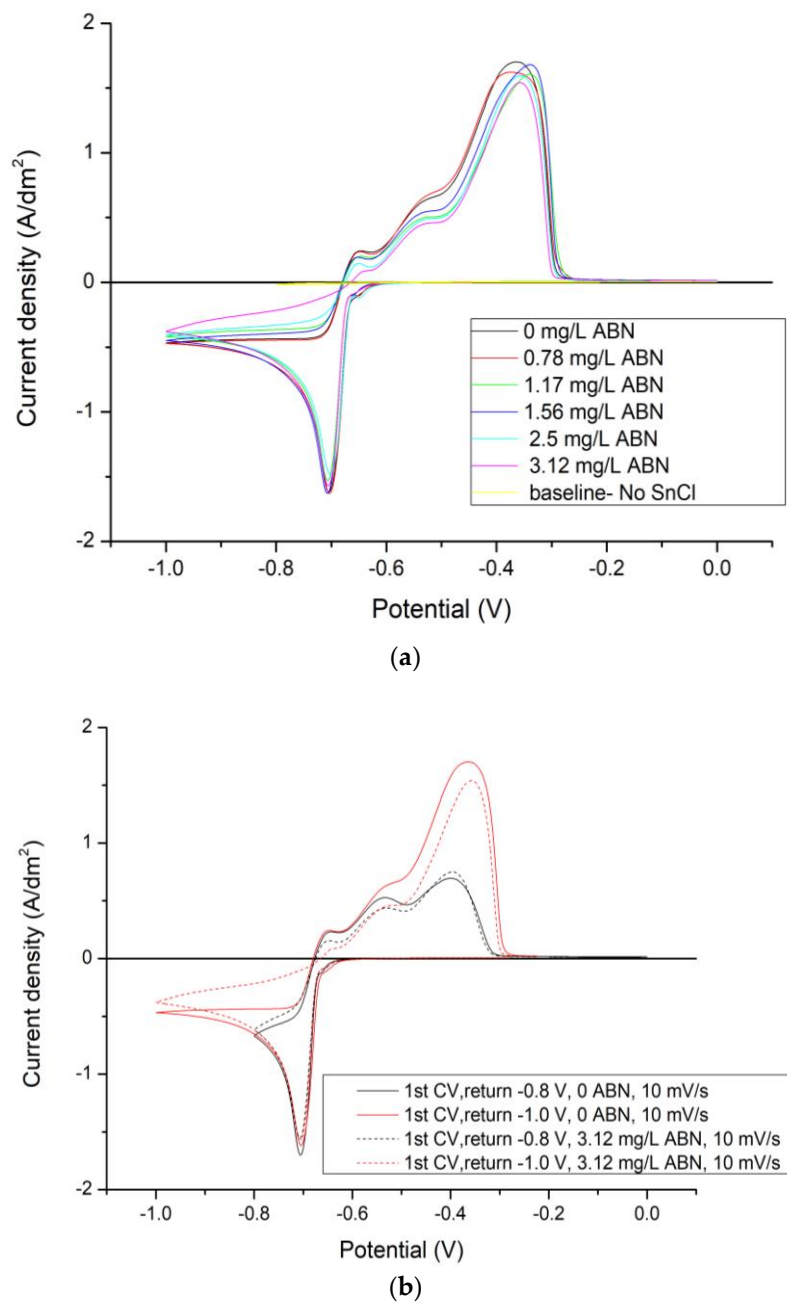 2
1
0
-1
-2
Current density (A/dm2)
0 mg/L ABN
0.78 mg/L ABN
1.17 mg/L ABN
1.56 mg/L ABN
2.5 mg/L ABN
3.12 mg/L ABN
baseline- No SnCl
-1.0 -0.8 -0.6 -0.4 -0.2 0.0
Potential (V)
(a)
2
1
0
-1
-2
Current density (A/dm2)
1st CV,return -0.8 V, 0 ABN, 10 mV/s
1st CV,return -1.0 V, 0 ABN, 10 mV/s
1st CV,return -0.8 V, 3.12 mg/L ABN, 10 mV/s
1st CV,return -1.0 V, 3.12 mg/L ABN, 10 mV/s
-1.0 -0.8 -0.6 -0.4 -0.2 0.0
Potential (V)
(b)